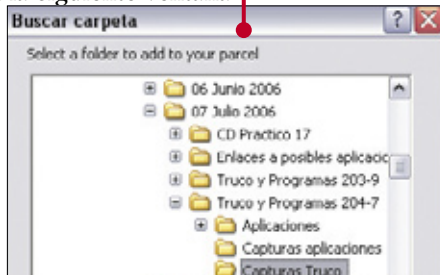 Buscar carpeta
Select a folder to add to your parcel
06 Junio 2006
07 Julio 2006
CD Practico 17
Enlaces a posibles aplicacic
Truco y Programas 203-9
Truco y Programas 204-7
Aplicaciones
Capturas aplicaciones
Capturas Truco